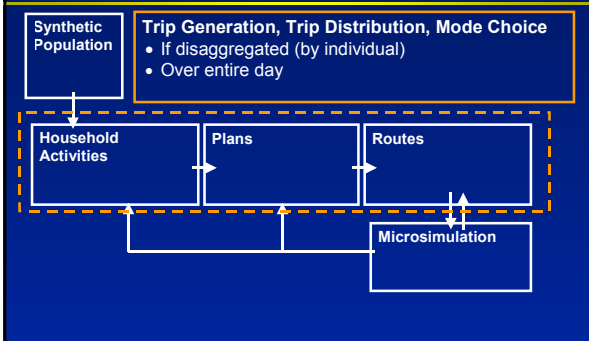 Synthetic
Population
Trip Generation, Trip Distribution, Mode Choice
• If disaggregated (by individual)
• Over entire day
Household
Activities
Plans
Routes
Microsimulation